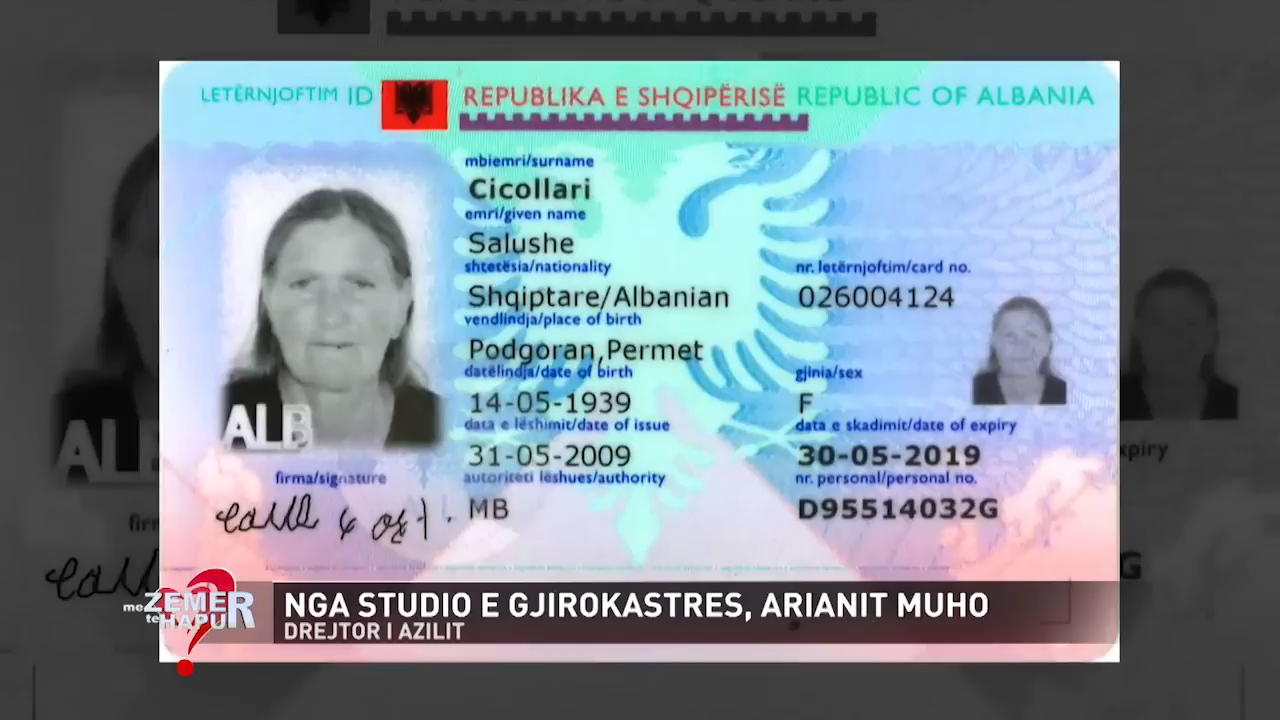 LETËRNJOFTIM ID REPUBLIKA E SHQIPËRISË REPUBLIC OF ALBANIA
mbiemri/surname
Cicollari
emri/given name
Salushe
shtetësia/nationality nr. letërnjoftim/card no.
Shqiptare/Albanian 026004124
vendlindja/place of birth
Podgoran,Permet
datëlindja/date of birth gjinia/sex
14-05-1939 F
data e lëshimit/date of issue data e skadimit/date of expiry
31-05-2009 30-05-2019
firma/signature autoriteti lëshues/authority nr. personal/personal no.
MB D95514032G
ALB
me ZEMER te HAPUR
NGA STUDIO E GJIROKASTRES, ARIANIT MUHO
DREJTOR I AZILIT